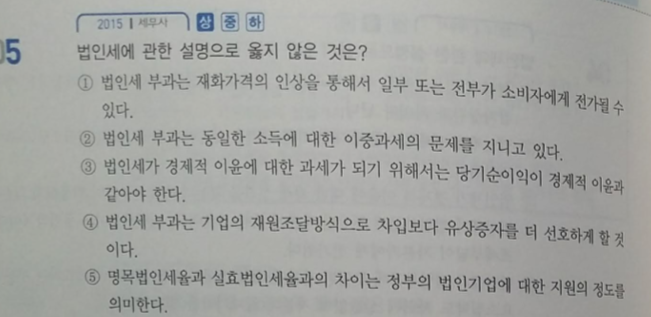 2015 | 세무사 상 중 하
05
법인세에 관한 설명으로 옳지 않은 것은?
① 법인세 부과는 재화가격의 인상을 통해서 일부 또는 전부가 소비자에게 전가될 수
있다.
② 법인세 부과는 동일한 소득에 대한 이중과세의 문제를 지니고 있다.
③ 법인세가 경제적 이윤에 대한 과세가 되기 위해서는 당기순이익이 경제적 이윤과
같아야 한다.
④ 법인세 부과는 기업의 재원조달방식으로 차입보다 유상증자를 더 선호하게 할 것
이다.
⑤ 명목법인세율과 실효법인세율과의 차이는 정부의 법인기업에 대한 지원의 정도를
의미한다.